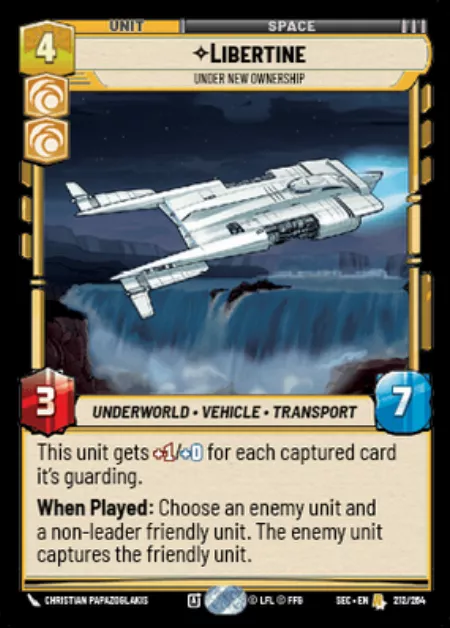 UNIT
SPACE
4
LIBERTINE
UNDER NEW OWNERSHIP
3
UNDERWORLD • VEHICLE • TRANSPORT
7
This unit gets +1/+0 for each captured card
it's guarding.
When Played: Choose an enemy unit and
a non-leader friendly unit. The enemy unit
captures the friendly unit.
CHRISTIAN PAPAZOGLAKIS
© LFL © FFG
SEC • EN
212/264